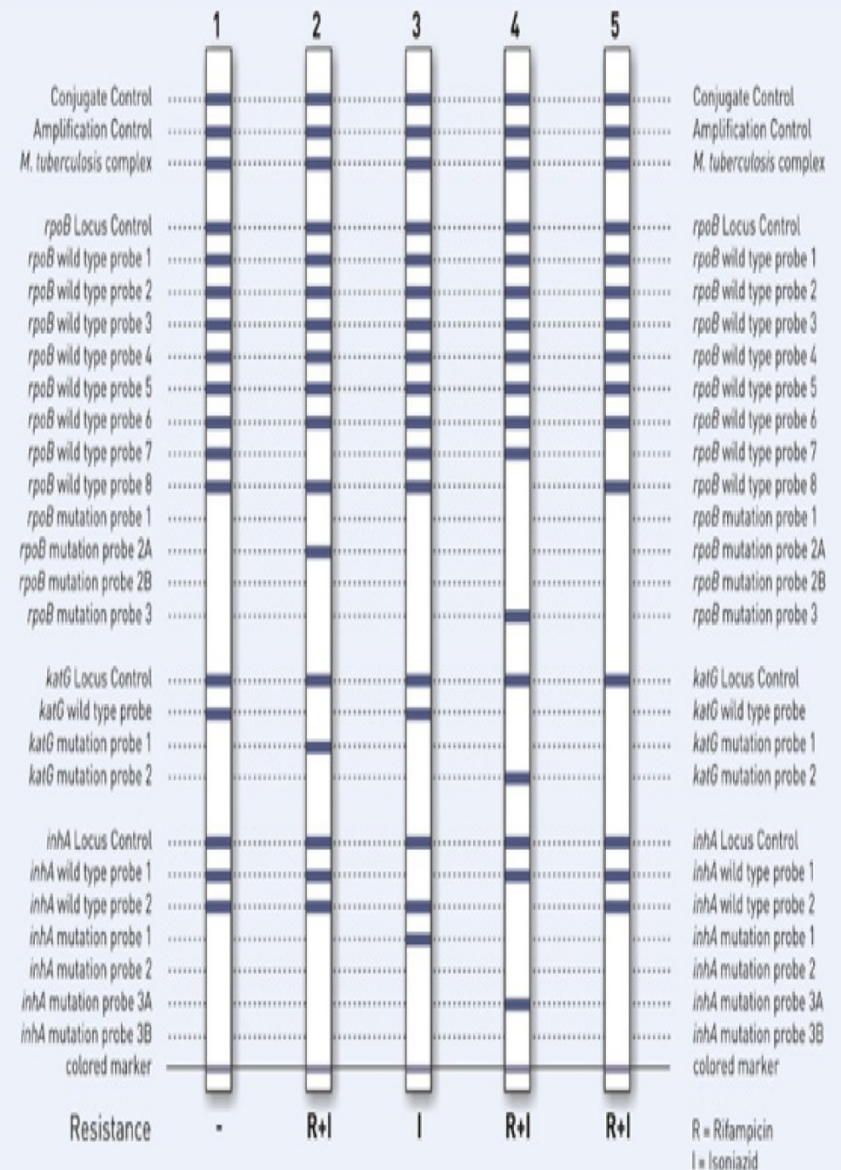 1 2 3 4 5
Conjugate Control Conjugate Control
Amplification Control Amplification Control
M. tuberculosis complex M. tuberculosis complex
rpoB Locus Control rpoB Locus Control
rpoB wild type probe 1 rpoB wild type probe 1
rpoB wild type probe 2 rpoB wild type probe 2
rpoB wild type probe 3 rpoB wild type probe 3
rpoB wild type probe 4 rpoB wild type probe 4
rpoB wild type probe 5 rpoB wild type probe 5
rpoB wild type probe 6 rpoB wild type probe 6
rpoB wild type probe 7 rpoB wild type probe 7
rpoB wild type probe 8 rpoB wild type probe 8
rpoB mutation probe 1 rpoB mutation probe 1
rpoB mutation probe 2A rpoB mutation probe 2A
rpoB mutation probe 2B rpoB mutation probe 2B
rpoB mutation probe 3 rpoB mutation probe 3
katG Locus Control katG Locus Control
katG wild type probe katG wild type probe
katG mutation probe 1 katG mutation probe 1
katG mutation probe 2 katG mutation probe 2
inhA Locus Control inhA Locus Control
inhA wild type probe 1 inhA wild type probe 1
inhA wild type probe 2 inhA wild type probe 2
inhA mutation probe 1 inhA mutation probe 1
inhA mutation probe 2 inhA mutation probe 2
inhA mutation probe 3A inhA mutation probe 3A
inhA mutation probe 3B inhA mutation probe 3B
colored marker colored marker
Resistance - R+I I R+I R+I R = Rifampicin
I = Isoniazid